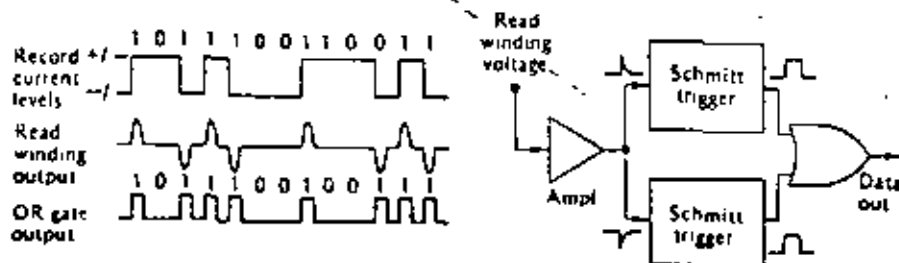 1 0 1 1 1 0 0 1 1 0 0 1 1
Record +I
current
levels −I
Read
winding
output
1 0 1 1 1 0 0 1 0 0 1 1 1
OR gate
output
Read
winding
voltage
Ampl
Schmitt
trigger
Schmitt
trigger
Data
out